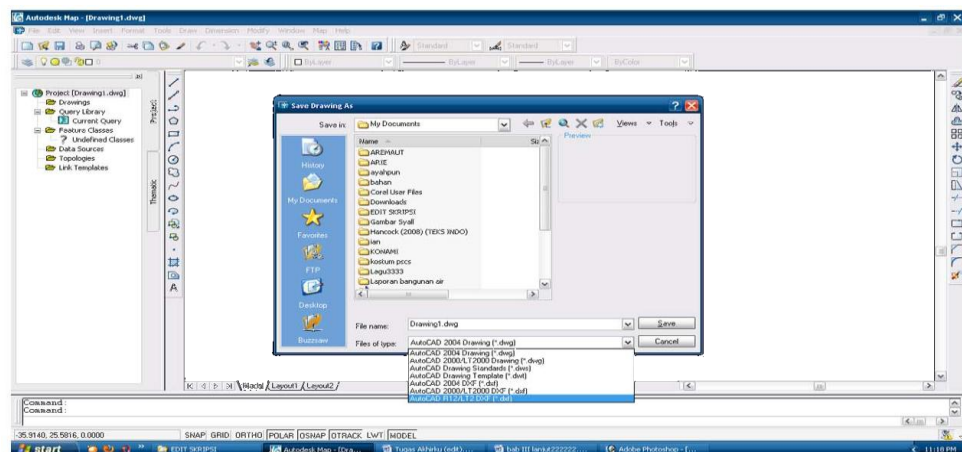 Autodesk Map - [Drawing1.dwg]
File Edit View Insert Format Tools Draw Dimension Modify Window Map Help
Standard Standard
ByLayer ByLayer ByLayer ByColor
Project [Drawing1.dwg]
Drawings
Query Library
Current Query
Feature Classes
Undefined Classes
Data Sources
Topologies
Link Templates
Project
Thematic
Save Drawing As
Save in: My Documents Views Tools
Name
Preview
AREMAUT
ARIE
ayahpun
bahan
Corel User Files
Downloads
EDIT SKRIPSI
Gambar Syall
Hancock (2008) (TEKS INDO)
ian
KONAMI
kostum pscs
Lagu3333
Laporan bangunan air
History
My Documents
Favorites
FTP
Desktop
Buzzsaw
File name: Drawing1.dwg Save
Files of type: AutoCAD 2004 Drawing (*.dwg) Cancel
AutoCAD 2004 Drawing (*.dwg)
AutoCAD 2000/LT2000 Drawing (*.dwg)
AutoCAD Drawing Standards (*.dws)
AutoCAD Drawing Template (*.dwt)
AutoCAD 2004 DXF (*.dxf)
AutoCAD 2000/LT2000 DXF (*.dxf)
AutoCAD R12/LT2 DXF (*.dxf)
Model Layout1 Layout2
Command:
Command:
-35.9140, 25.5816, 0.0000 SNAP GRID ORTHO POLAR OSNAP OTRACK LWT MODEL
start EDIT SKRIPSI Autodesk Map - [Dra... Tugas Akhirku (edit)... bab III lanjut222222... Adobe Photoshop - [... 11:18 PM